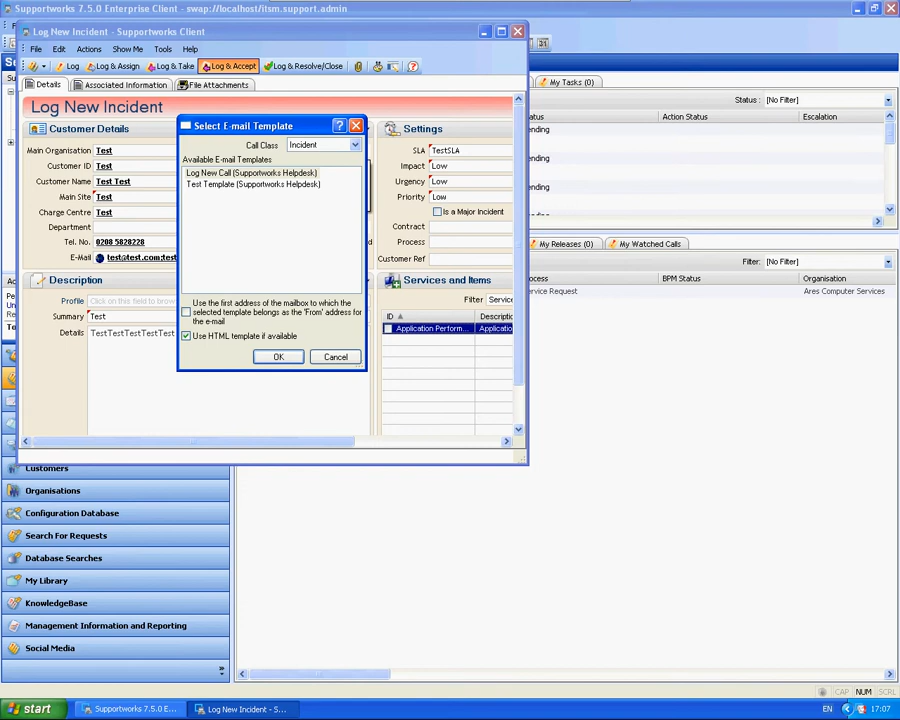 Supportworks 7.5.0 Enterprise Client - swap://localhost/itsm.support.admin
Log New Incident - Supportworks Client
File Edit Actions Show Me Tools Help
Log Log & Assign Log & Take Log & Accept Log & Resolve/Close
Details Associated Information File Attachments
Log New Incident
Customer Details
Main Organisation Test
Customer ID Test
Customer Name Test Test
Main Site Test
Charge Centre Test
Department
Tel. No. 0208 5828228
E-Mail test@test.com;test
Description
Profile Click on this field to brow
Summary Test
Details TestTestTestTestTest
Select E-mail Template
Call Class Incident
Available E-mail Templates
Log New Call (Supportworks Helpdesk)
Test Template (Supportworks Helpdesk)
Use the first address of the mailbox to which the
selected template belongs as the 'From' address for
the e-mail
Use HTML template if available
OK Cancel
Settings
SLA TestSLA
Impact Low
Urgency Low
Priority Low
Is a Major Incident
Contract
Process
Customer Ref
Services and Items
Filter Service
ID Descriptio
Application Perform... Applicatio
31
My Tasks (0)
Status : [No Filter]
tatus Action Status Escalation
ending
ending
ending
My Releases (0) My Watched Calls
Filter: [No Filter]
ocess BPM Status Organisation
ervice Request Ares Computer Services
Customers
Organisations
Configuration Database
Search For Requests
Database Searches
My Library
KnowledgeBase
Management Information and Reporting
Social Media
CAP NUM SCRL
start Supportworks 7.5.0 E... Log New Incident - S... EN 17:07